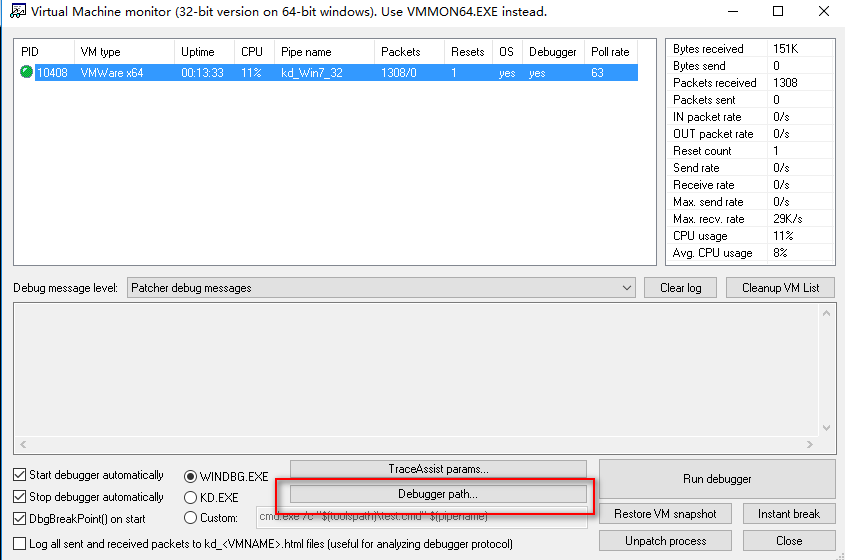 Virtual Machine monitor (32-bit version on 64-bit windows). Use VMMON64.EXE instead.
PID VM type Uptime CPU Pipe name Packets Resets OS Debugger Poll rate
10408 VMWare x64 00:13:33 11% kd_Win7_32 1308/0 1 yes yes 63
Bytes received 151K
Bytes send 0
Packets received 1308
Packets sent 0
IN packet rate 0/s
OUT packet rate 0/s
Reset count 1
Send rate 0/s
Receive rate 0/s
Max. send rate 0/s
Max. recv. rate 29K/s
CPU usage 11%
Avg. CPU usage 8%
Debug message level: Patcher debug messages Clear log Cleanup VM List
Start debugger automatically WINDBG.EXE TraceAssist params... Run debugger
Stop debugger automatically KD.EXE Debugger path...
DbgBreakPoint() on start Custom: cmd.exe /c "$(toolspath)\test.cmd" $(pipename) Restore VM snapshot Instant break
Log all sent and received packets to kd_<VMNAME>.html files (useful for analyzing debugger protocol) Unpatch process Close